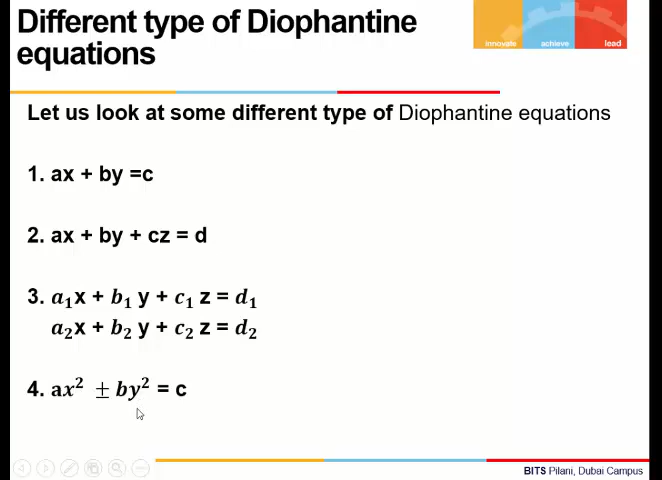 Different type of Diophantine
equations
innovate achieve lead
Let us look at some different type of Diophantine equations
1. ax + by =c
2. ax + by + cz = d
3. a₁x + b₁ y + c₁ z = d₁
a₂x + b₂ y + c₂ z = d₂
4. ax² ± by² = c
BITS Pilani, Dubai Campus